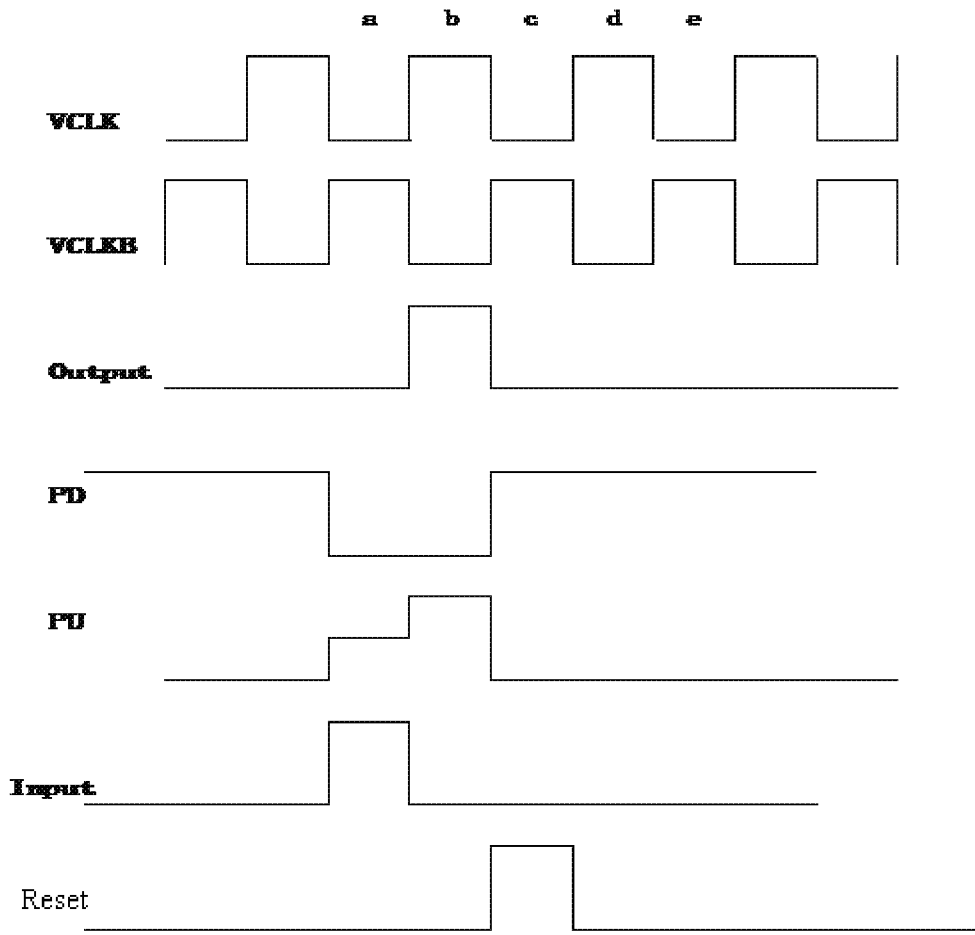 a b c d e
VCLK
VCLKB
Output
PD
PU
Input
Reset